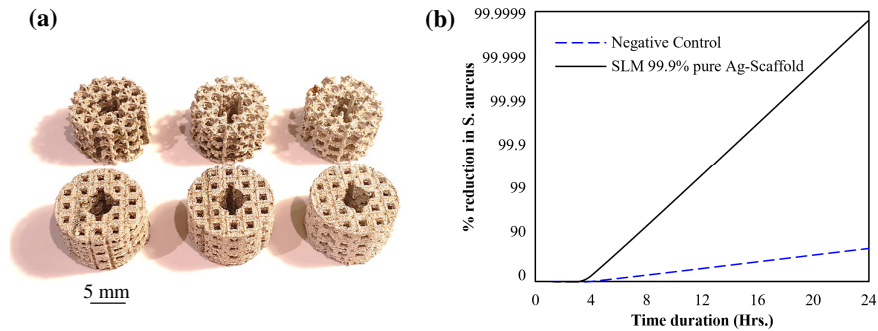 (a)
5 mm
(b)
% reduction in S. aurcus
99.9999
99.999
99.99
99.9
99
90
0
Negative Control
SLM 99.9% pure Ag-Scaffold
0 4 8 12 16 20 24
Time duration (Hrs.)